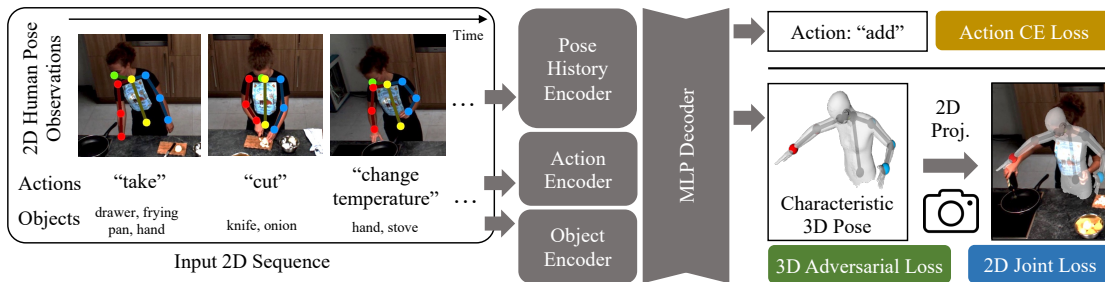 2D Human Pose
Observations
Time
...
Actions
"take"
"cut"
"change
temperature"
...
Objects
drawer, frying
pan, hand
knife, onion
hand, stove
Input 2D Sequence
Pose
History
Encoder
Action
Encoder
Object
Encoder
MLP Decoder
Action: "add"
Action CE Loss
Characteristic
3D Pose
2D
Proj.
3D Adversarial Loss
2D Joint Loss